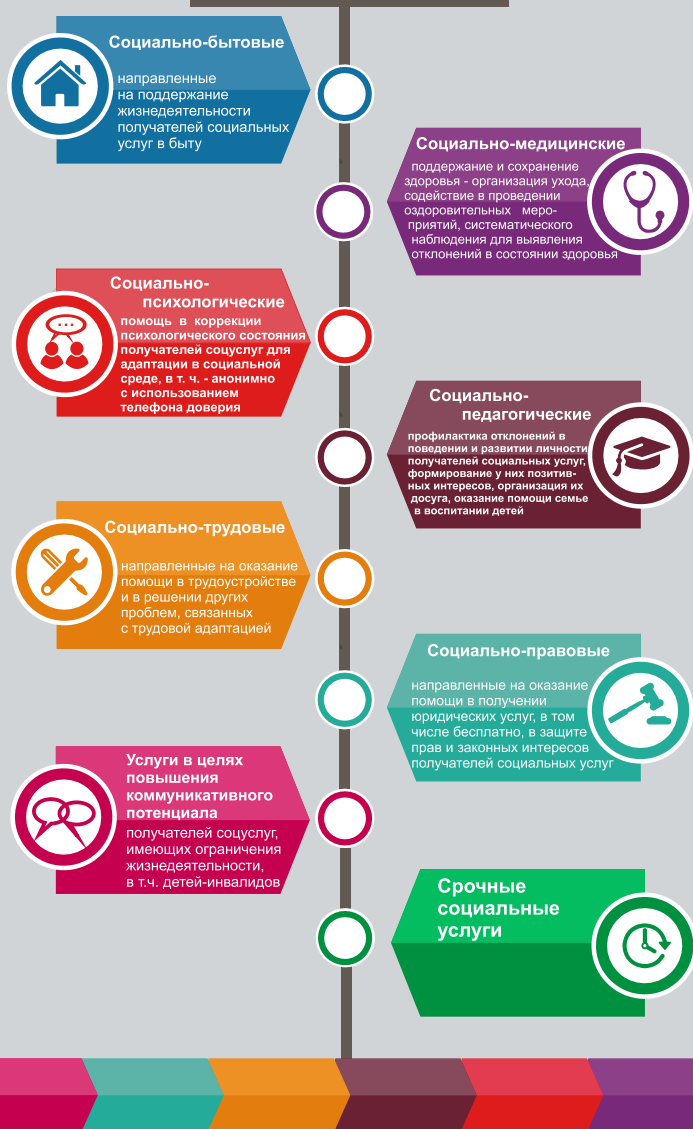 Социально-бытовые
направленные
на поддержание
жизнедеятельности
получателей социальных
услуг в быту
Социально-медицинские
поддержание и сохранение
здоровья - организация ухода,
содействие в проведении
оздоровительных меро-
приятий, систематического
наблюдения для выявления
отклонений в состоянии здоровья
Социально-
психологические
помощь в коррекции
психологического состояния
получателей соцуслуг для
адаптации в социальной
среде, в т. ч. - анонимно
с использованием
телефона доверия
Социально-
педагогические
профилактика отклонений в
поведении и развитии личности
получателей социальных услуг,
формирование у них позитив-
ных интересов, организация их
досуга, оказание помощи семье
в воспитании детей
Социально-трудовые
направленные на оказание
помощи в трудоустройстве
и в решении других
проблем, связанных
с трудовой адаптацией
Социально-правовые
направленные на оказание
помощи в получении
юридических услуг, в том
числе бесплатно, в защите
прав и законных интересов
получателей социальных услуг
Услуги в целях
повышения
коммуникативного
потенциала
получателей соцуслуг,
имеющих ограничения
жизнедеятельности,
в т.ч. детей-инвалидов
Срочные
социальные
услуги